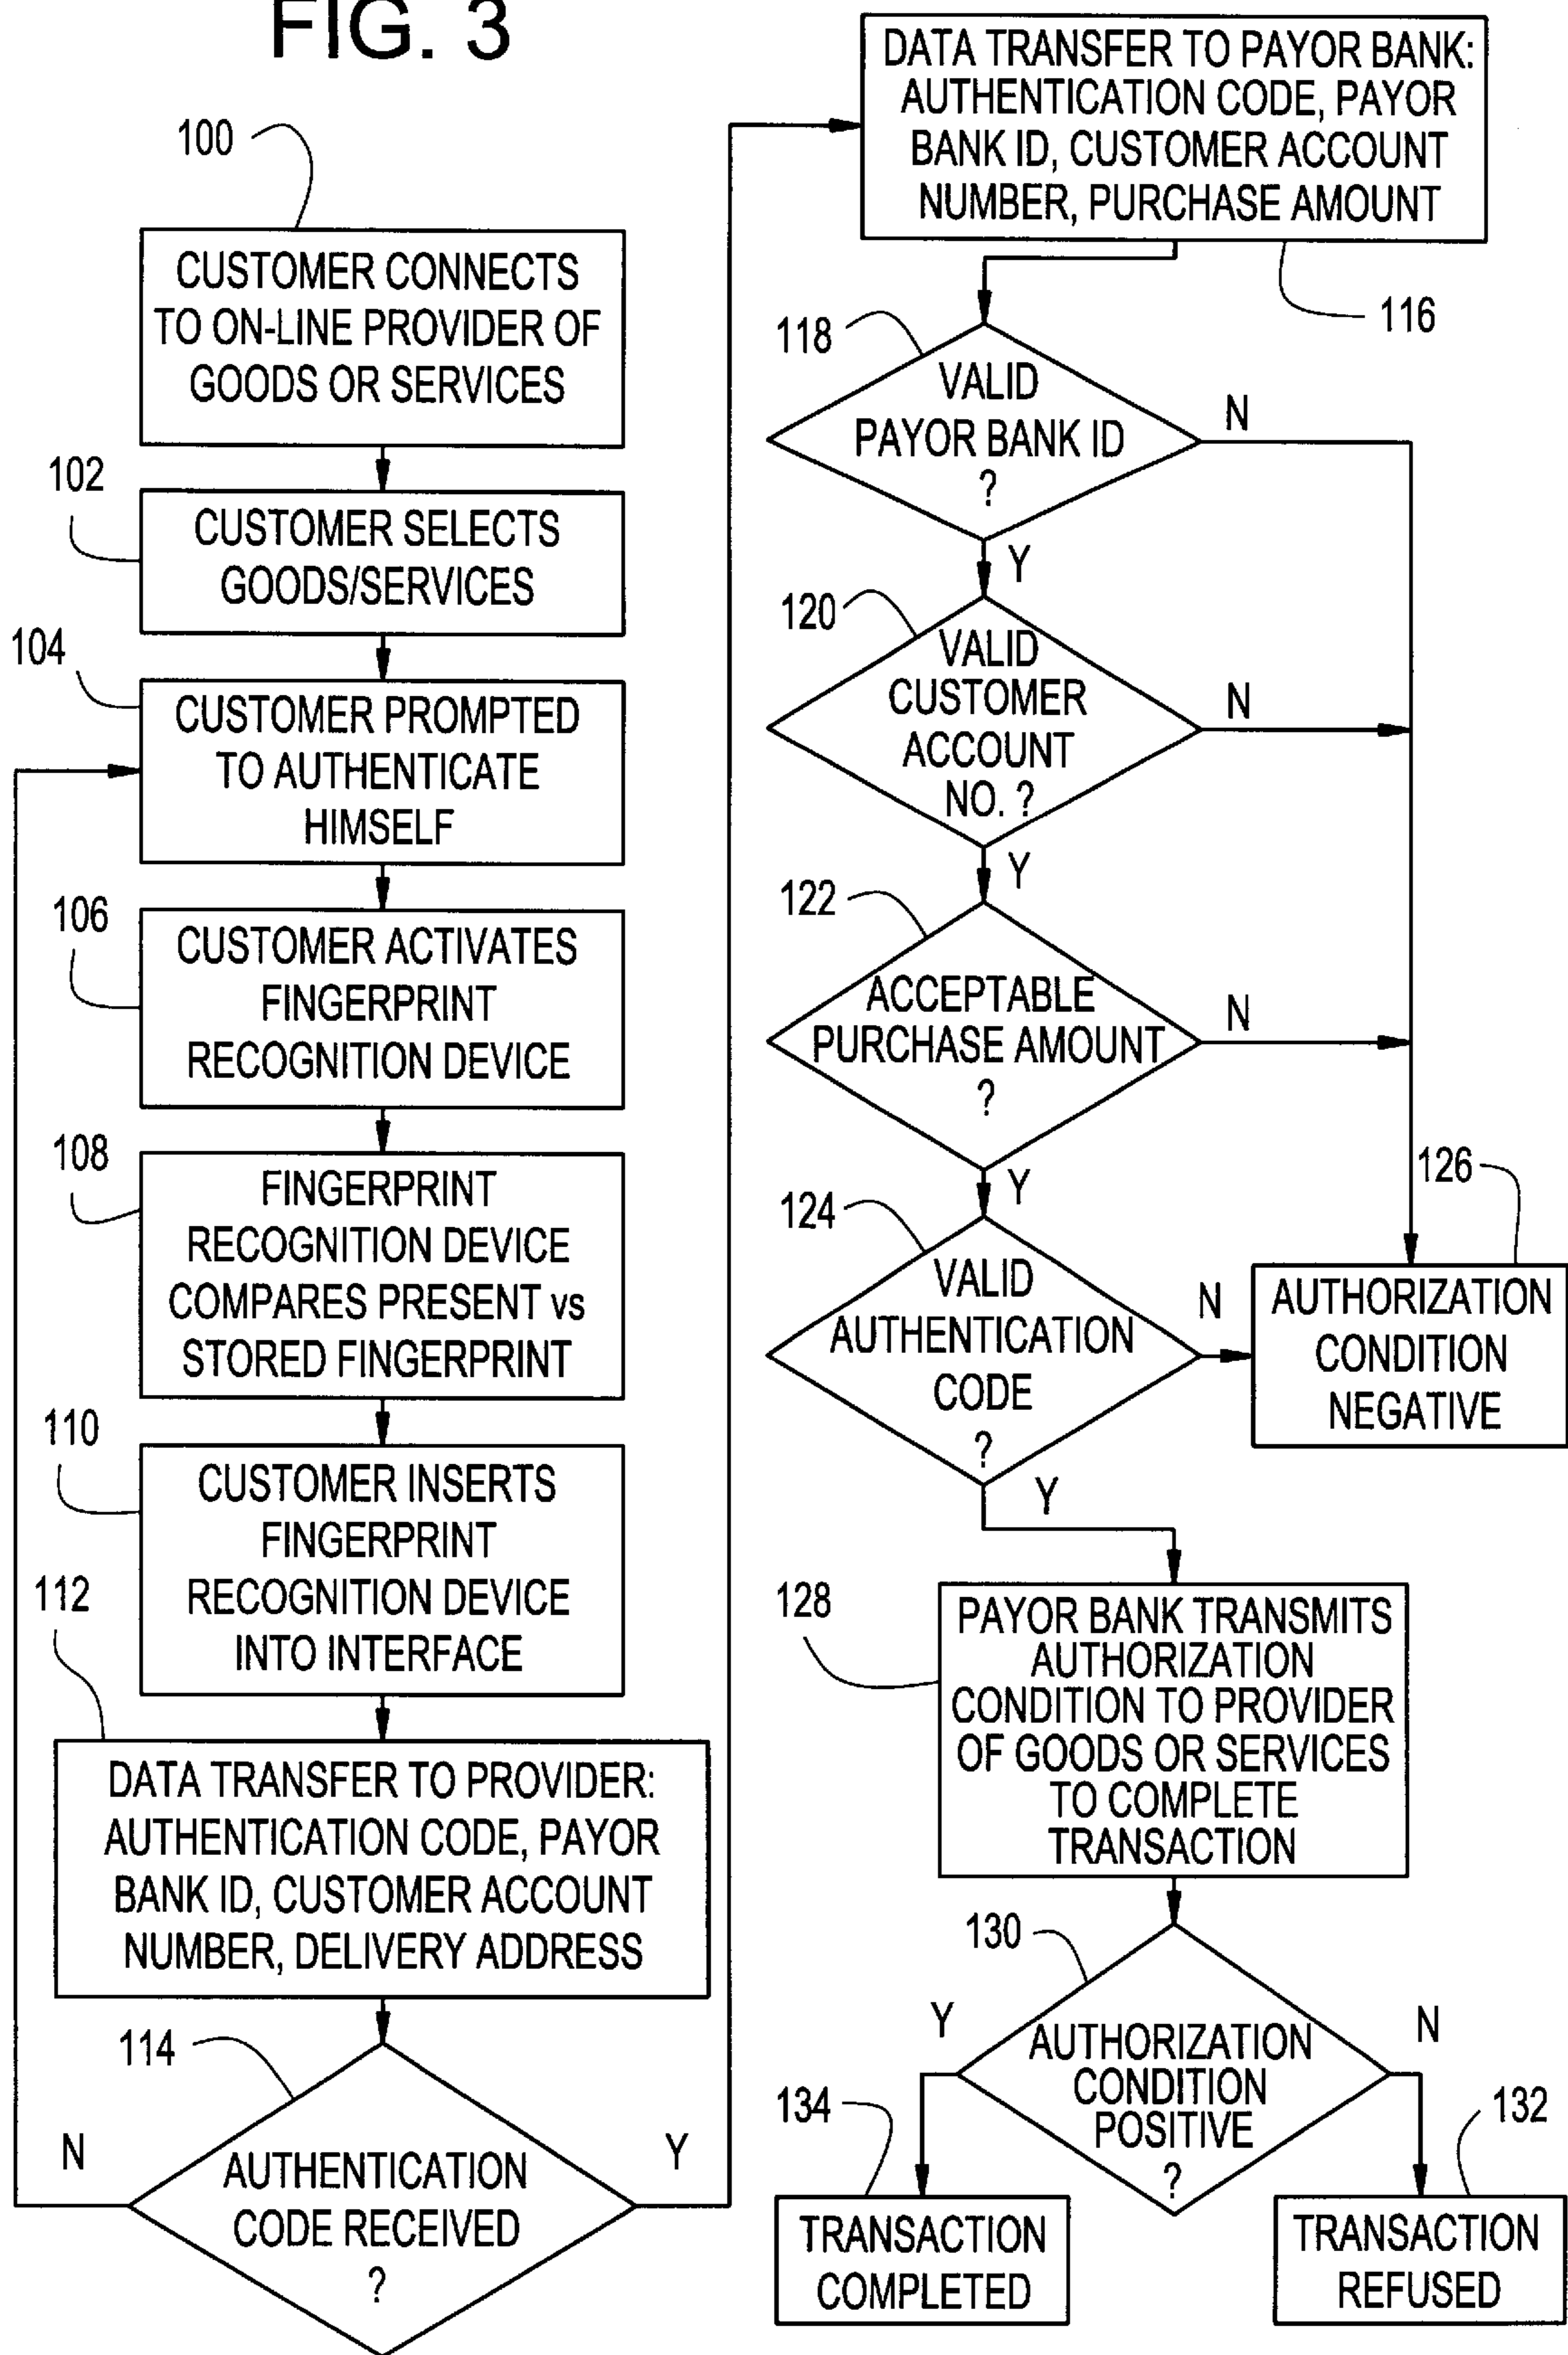 FIG. 3
100
CUSTOMER CONNECTS
TO ON-LINE PROVIDER OF
GOODS OR SERVICES
102
CUSTOMER SELECTS
GOODS/SERVICES
104
CUSTOMER PROMPTED
TO AUTHENTICATE
HIMSELF
106
CUSTOMER ACTIVATES
FINGERPRINT
RECOGNITION DEVICE
108
FINGERPRINT
RECOGNITION DEVICE
COMPARES PRESENT vs
STORED FINGERPRINT
110
CUSTOMER INSERTS
FINGERPRINT
RECOGNITION DEVICE
INTO INTERFACE
112
DATA TRANSFER TO PROVIDER:
AUTHENTICATION CODE, PAYOR
BANK ID, CUSTOMER ACCOUNT
NUMBER, DELIVERY ADDRESS
114
N
Y
AUTHENTICATION
CODE RECEIVED
?
DATA TRANSFER TO PAYOR BANK:
AUTHENTICATION CODE, PAYOR
BANK ID, CUSTOMER ACCOUNT
NUMBER, PURCHASE AMOUNT
116
118
VALID
PAYOR BANK ID
?
N
Y
120
VALID
CUSTOMER
ACCOUNT
NO. ?
N
Y
122
ACCEPTABLE
PURCHASE AMOUNT
?
N
Y
124
VALID
AUTHENTICATION
CODE
?
N
Y
126
AUTHORIZATION
CONDITION
NEGATIVE
128
PAYOR BANK TRANSMITS
AUTHORIZATION
CONDITION TO PROVIDER
OF GOODS OR SERVICES
TO COMPLETE
TRANSACTION
130
Y
N
AUTHORIZATION
CONDITION
POSITIVE
?
134
TRANSACTION
COMPLETED
132
TRANSACTION
REFUSED